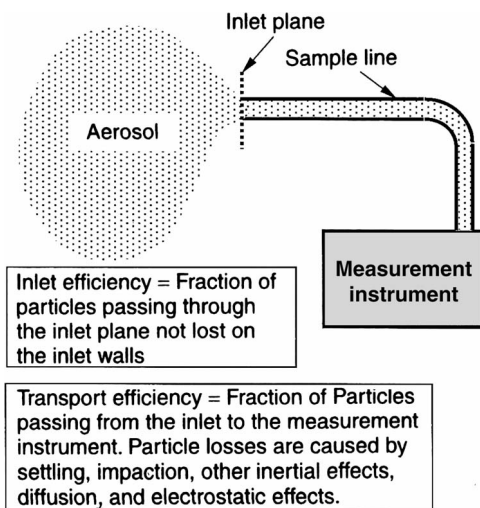 Inlet plane
Sample line
Aerosol
Measurement
instrument
Inlet efficiency = Fraction of
particles passing through
the inlet plane not lost on
the inlet walls
Transport efficiency = Fraction of Particles
passing from the inlet to the measurement
instrument. Particle losses are caused by
settling, impaction, other inertial effects,
diffusion, and electrostatic effects.